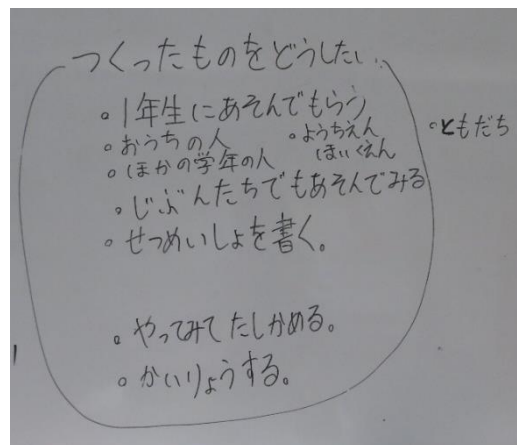 つくったものをどうしたい
。1年生にあそんでもらう
。おうちの人
。ようちえん
ほいくえん
。ともだち
。ほかの学年の人
。じぶんたちでもあそんでみる
。せつめいしょを書く。
。やってみてたしかめる。
。かいりょうする。